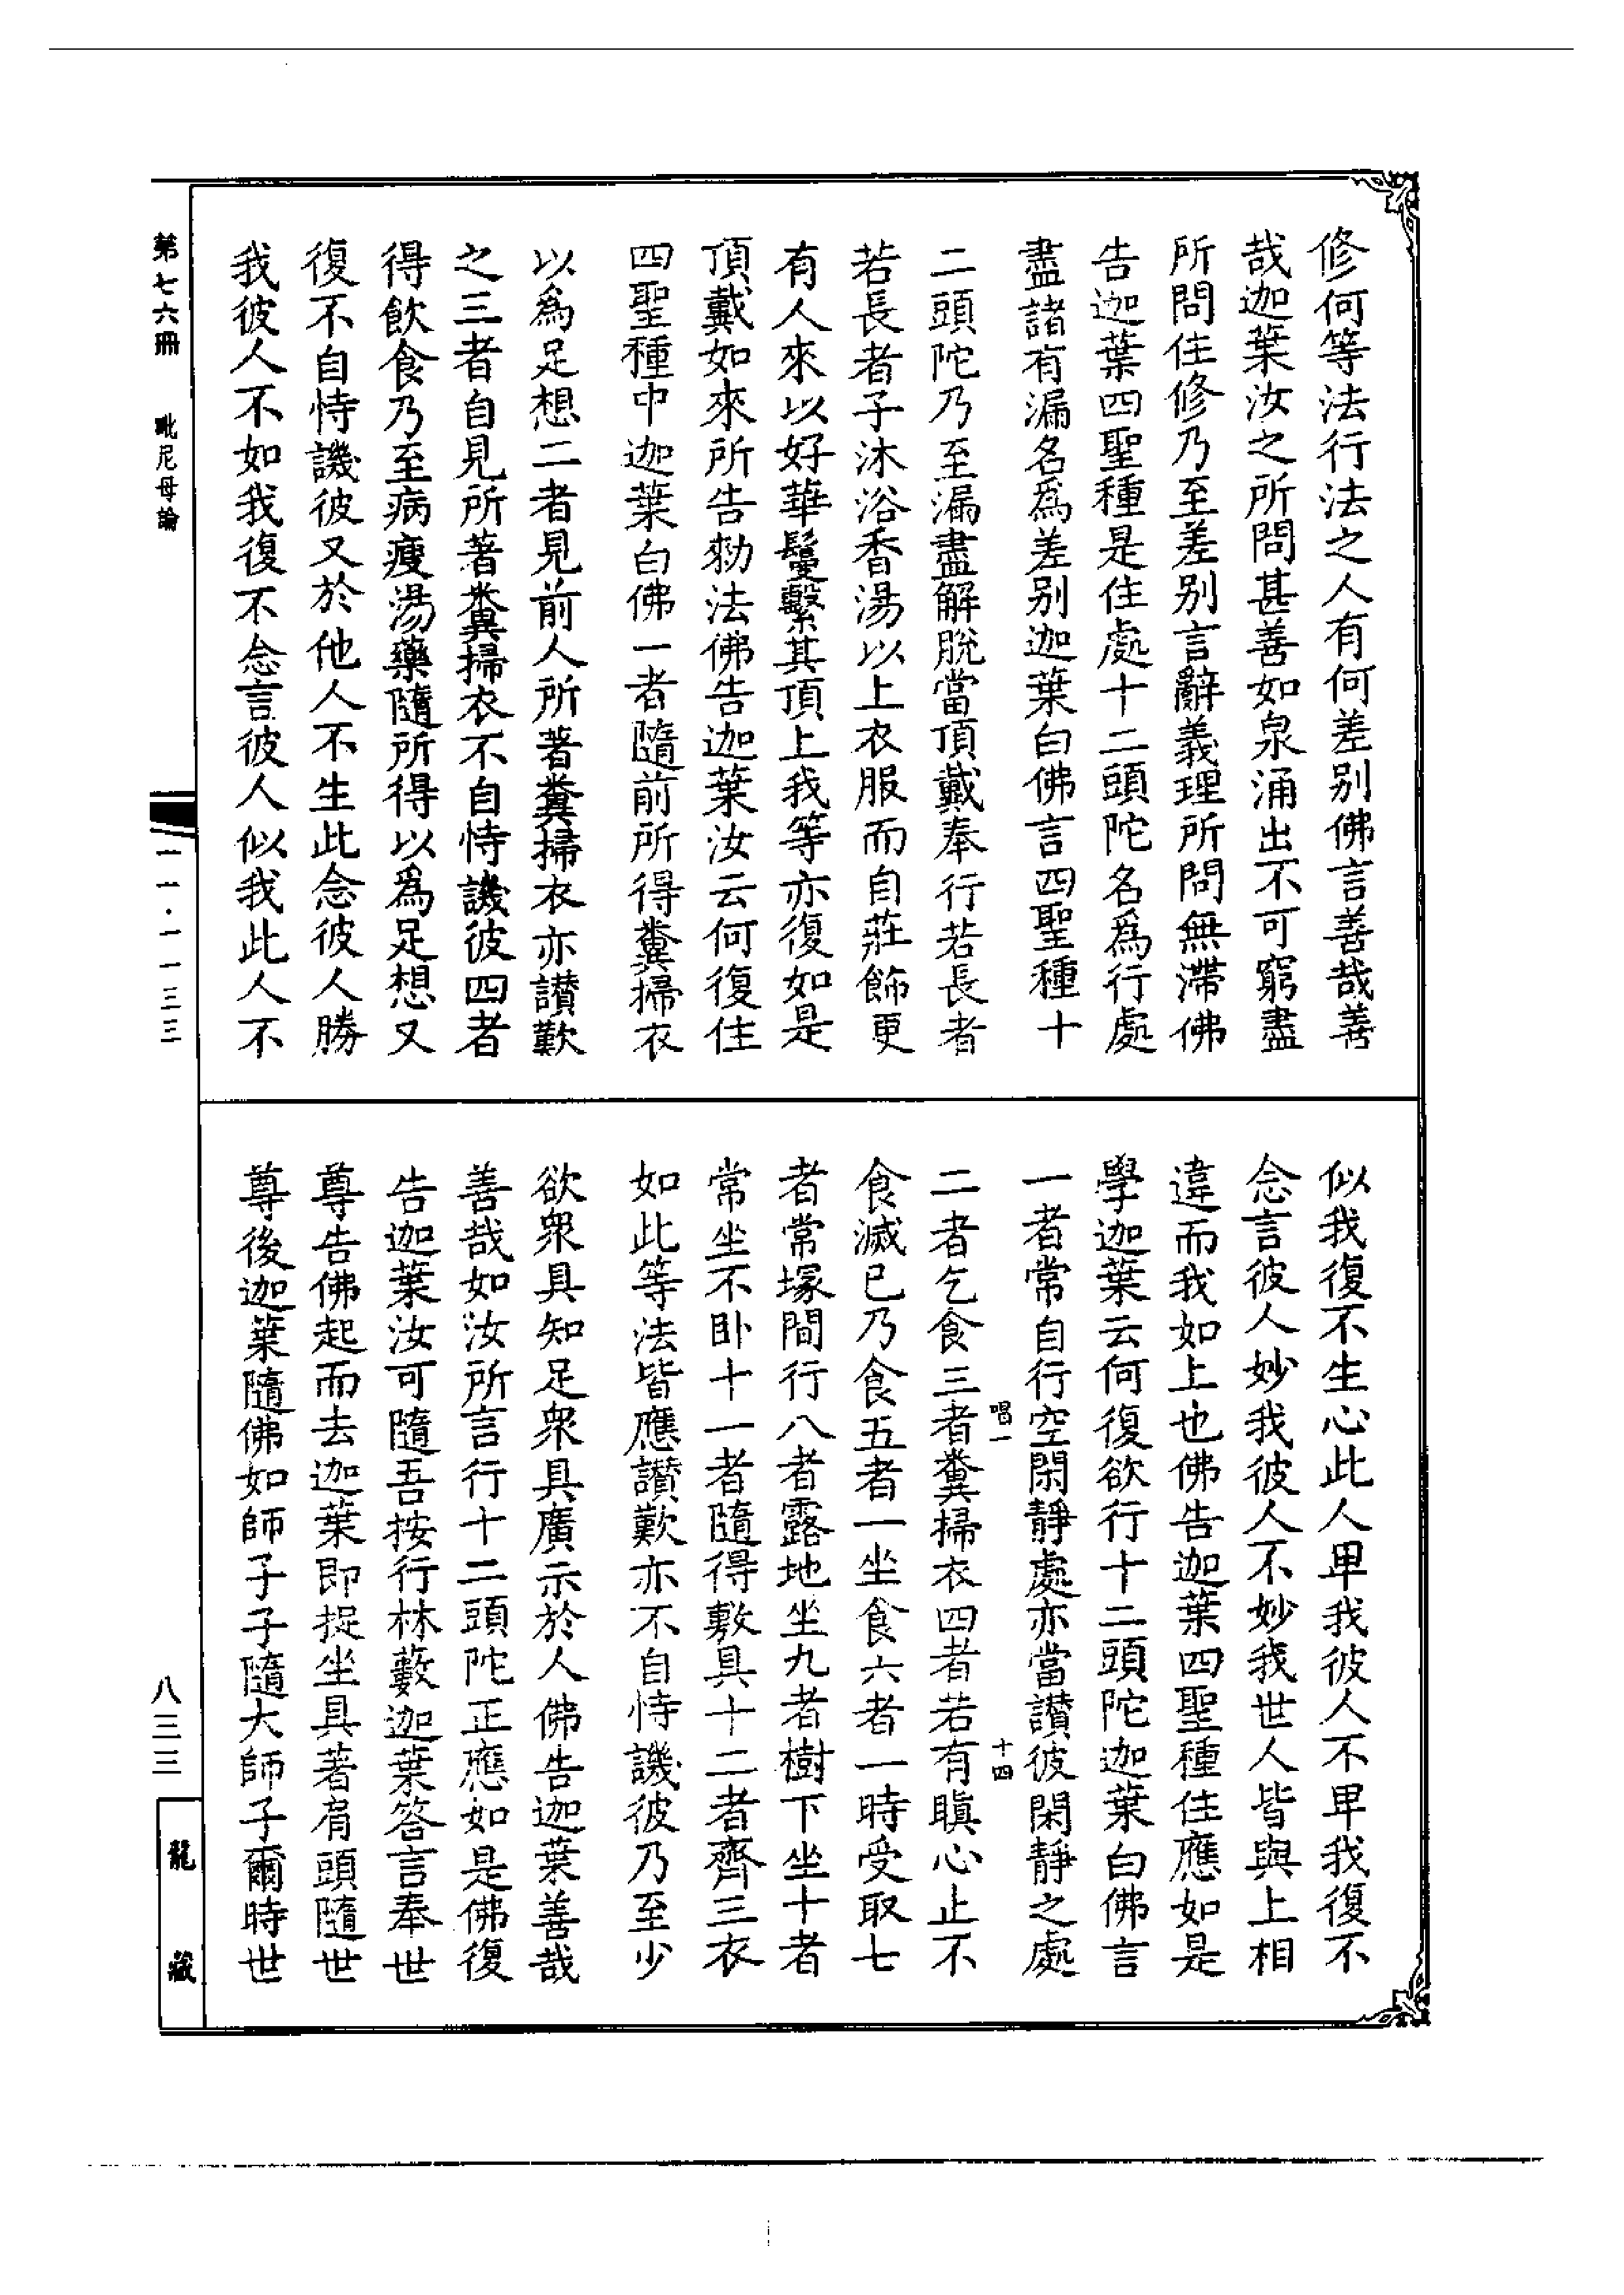 修何等法行法之人有何差别佛言善哉善
哉迦葉汝之所問甚善如泉涌出不可窮盡
所問住修乃至差别言辭義理所問無滯佛
告迦葉四聖種是住處十二頭陀名爲行處
盡諸有漏名爲差别迦葉白佛言四聖種十
二頭陀乃至漏盡解脫當頂戴奉行若長者
若長者子沐浴香湯以上衣服而自莊飾更
有人來以好華鬘繫其頂上我等亦復如是
頂戴如來所告勑法佛告迦葉汝云何復住
四聖種中迦葉白佛一者隨前所得糞掃衣
以爲足想二者見前人所著糞掃衣亦讃歎
之三者自見所著糞掃衣不自恃譏彼四者
得飲食乃至病瘦湯藥隨所得以爲足想又
復不自恃譏彼又於他人不生此念彼人勝
我彼人不如我復不念言彼人似我此人不
似我復不生心此人卑我彼人不卑我復不
念言彼人妙我彼人不妙我世人皆與上相
違而我如上也佛告迦葉四聖種住應如是
學迦葉云何復欲行十二頭陀迦葉白佛言
一者常自行空閑靜處亦當讃彼閑靜之處
唱一 十四
二者乞食三者糞掃衣四者若有瞋心止不
食滅已乃食五者一坐食六者一時受取七
者常塚間行八者露地坐九者樹下坐十者
常坐不卧十一者隨得敷具十二者齊三衣
如此等法皆應讃歎亦不自恃譏彼乃至少
欲衆具知足衆具廣示於人佛告迦葉善哉
善哉如汝所言行十二頭陀正應如是佛復
告迦葉汝可隨吾按行林藪迦葉答言奉世
尊告佛起而去迦葉即捉坐具著肩頭隨世
尊後迦葉隨佛如師子子隨大師子爾時世
第七六冊 毗尼母論 一一·一一三三 八三三
龍藏